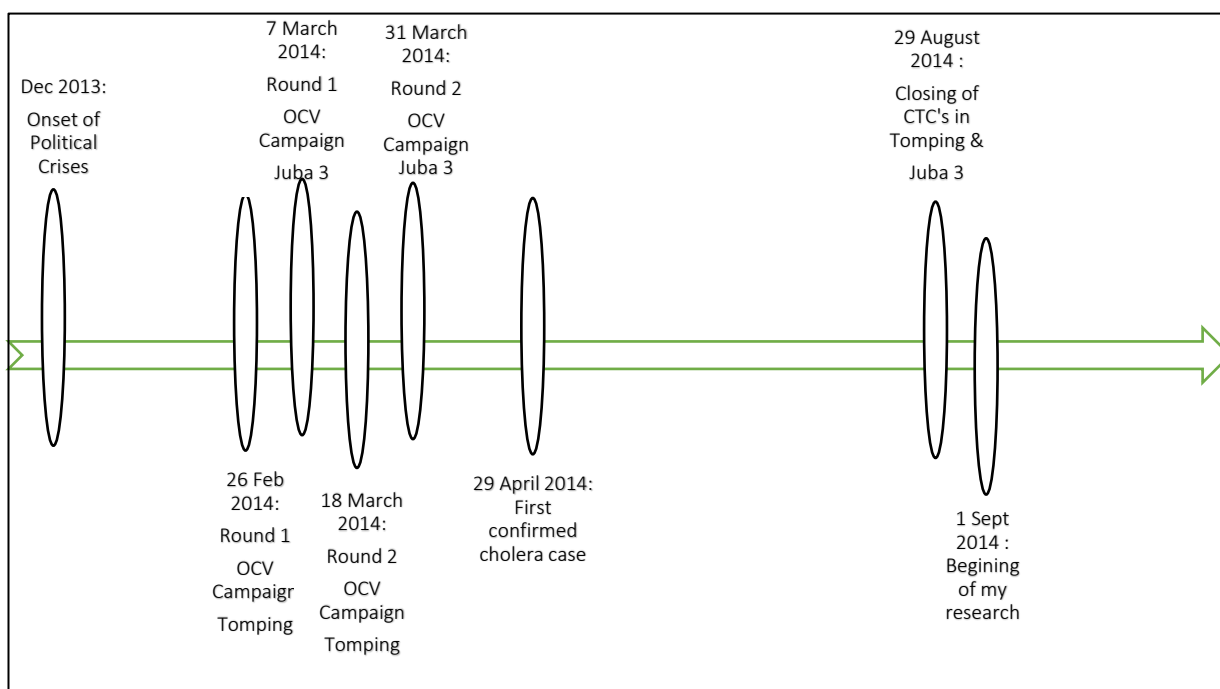 Dec 2013:
Onset of
Political
Crises
26 Feb
2014:
Round 1
OCV
Campaigr
Tomping
7 March
2014:
Round 1
OCV
Campaign
Juba 3
18 March
2014:
Round 2
OCV
Campaign
Tomping
31 March
2014:
Round 2
OCV
Campaign
Juba 3
29 April 2014:
First
confirmed
cholera case
29 August
2014 :
Closing of
CTC's in
Tomping &
Juba 3
1 Sept
2014 :
Begining
of my
research